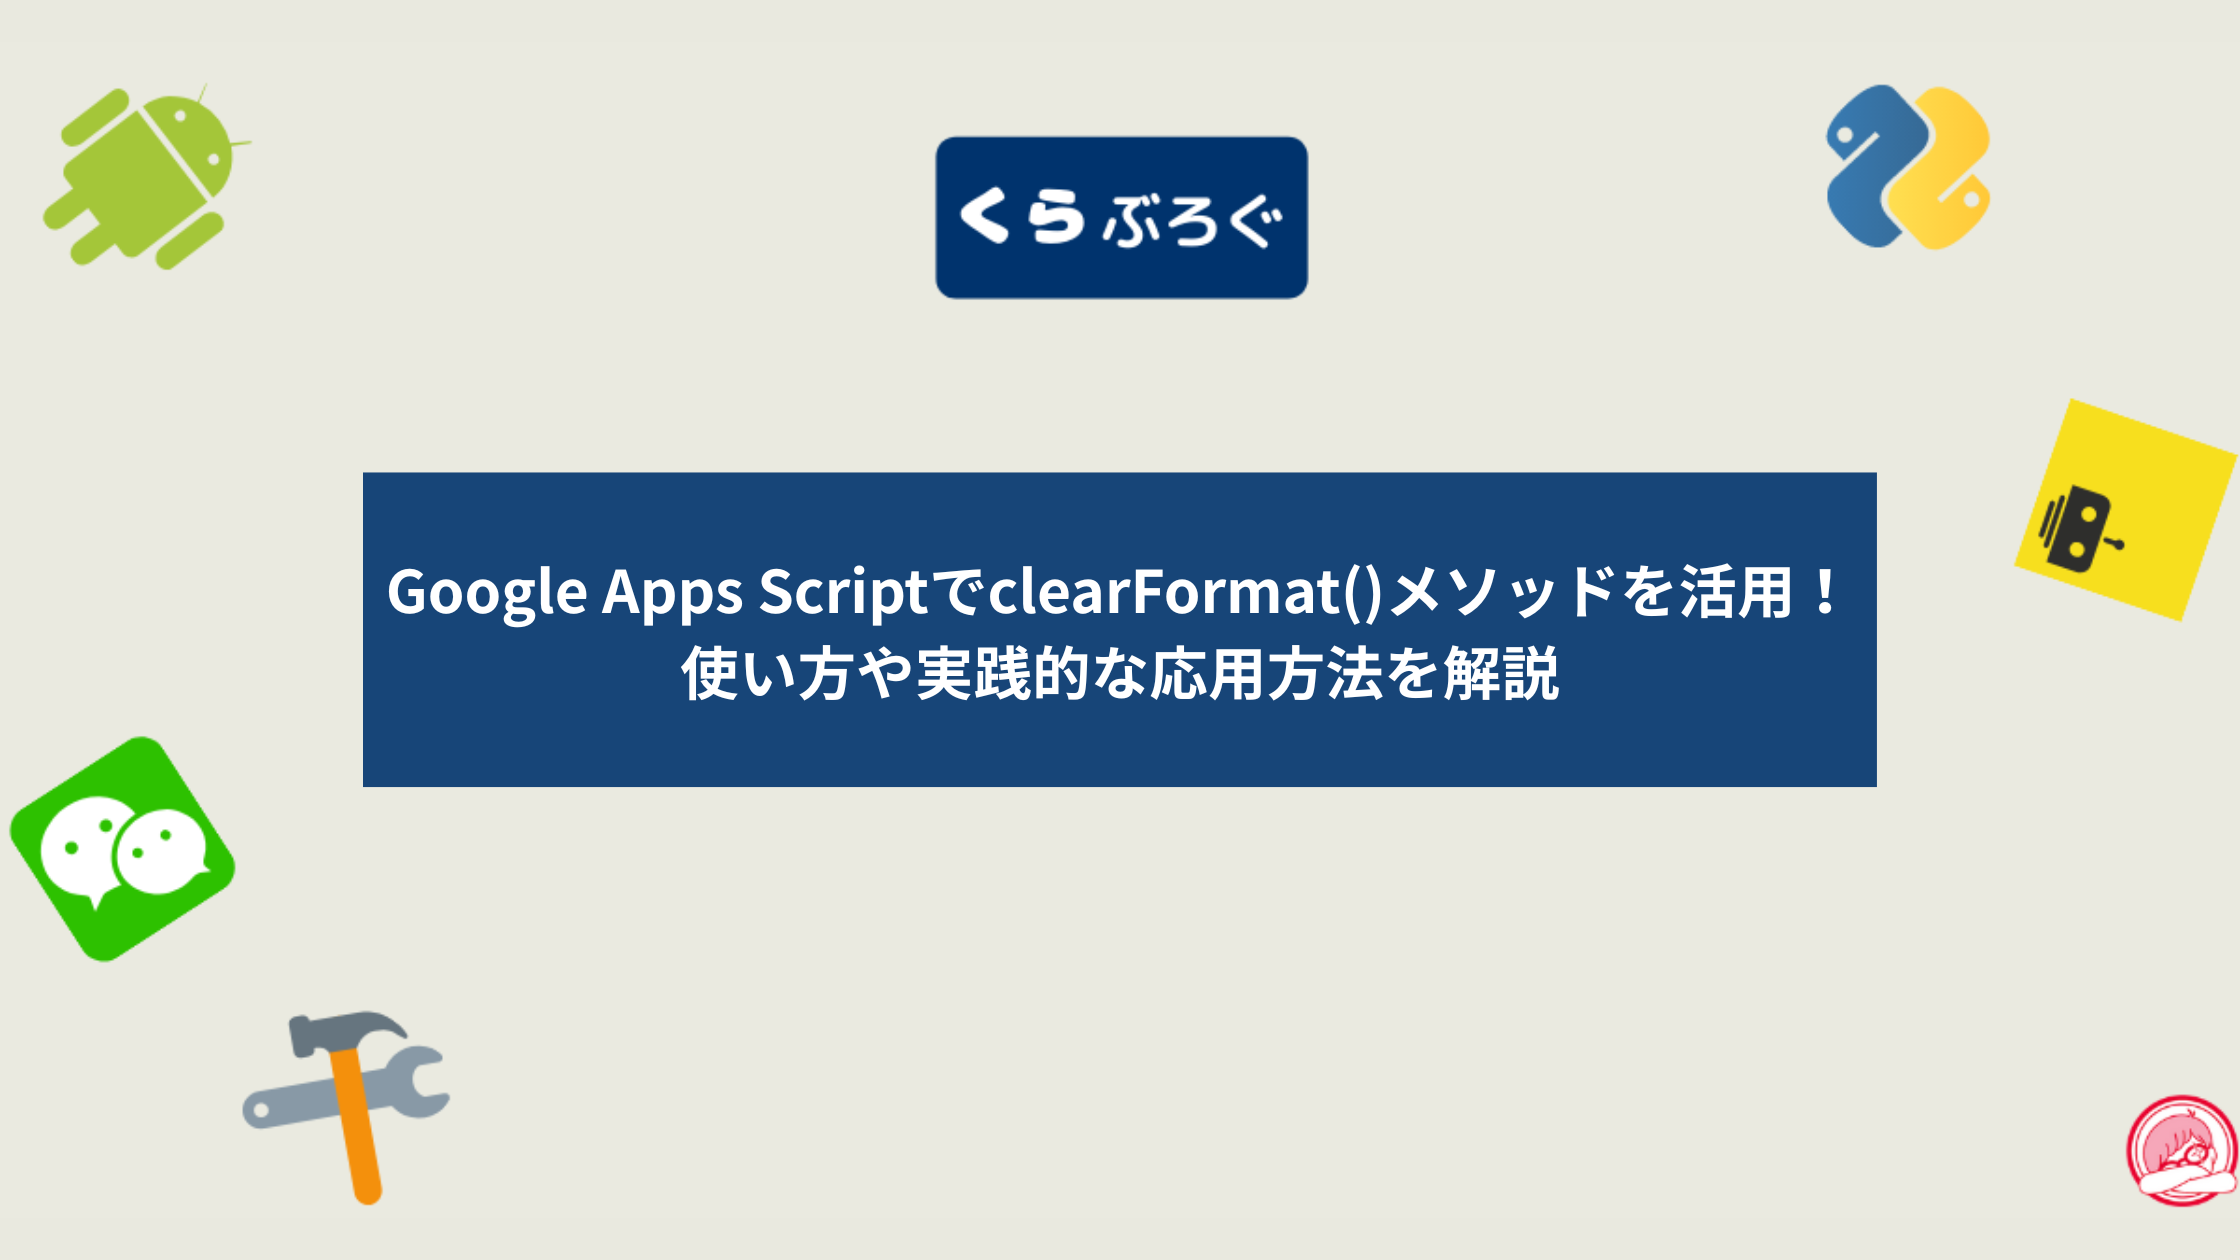 くらぶろぐ
Google Apps ScriptでclearFormat()メソッドを活用！
使い方や実践的な応用方法を解説